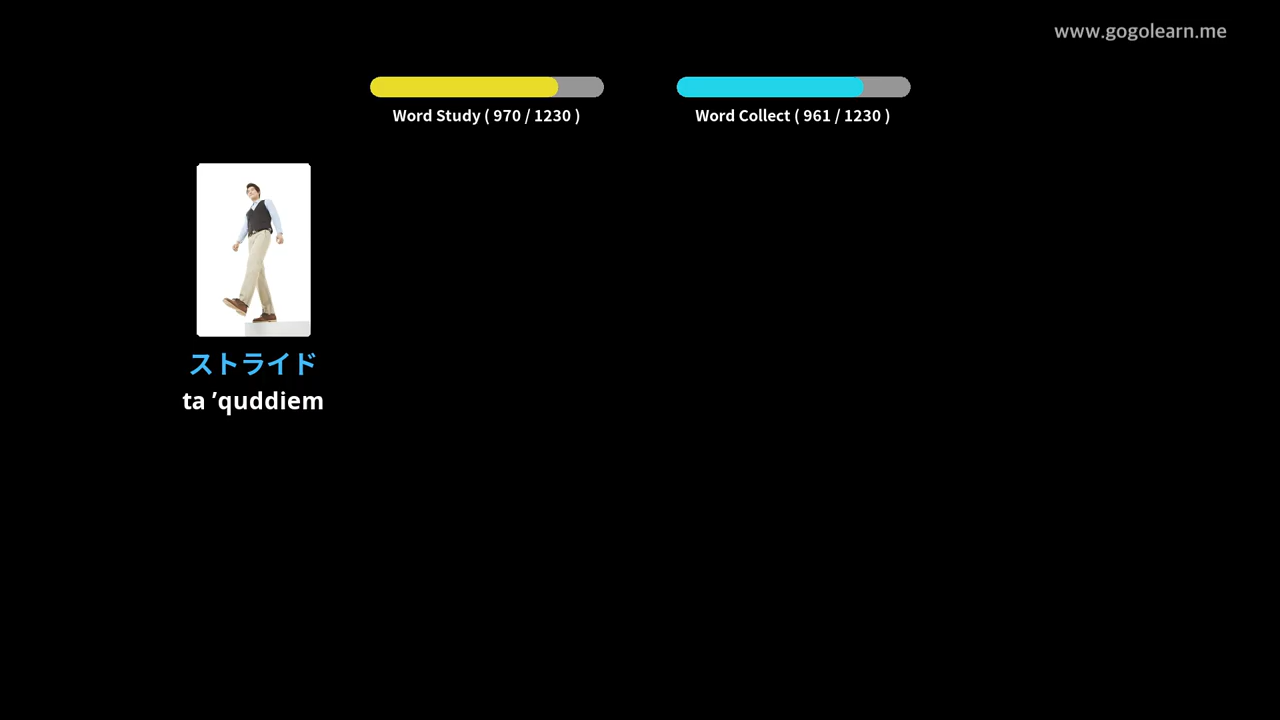 www.gogolearn.me
Word Study ( 970 / 1230 )
Word Collect ( 961 / 1230 )
ストライド
ta ’quddiem